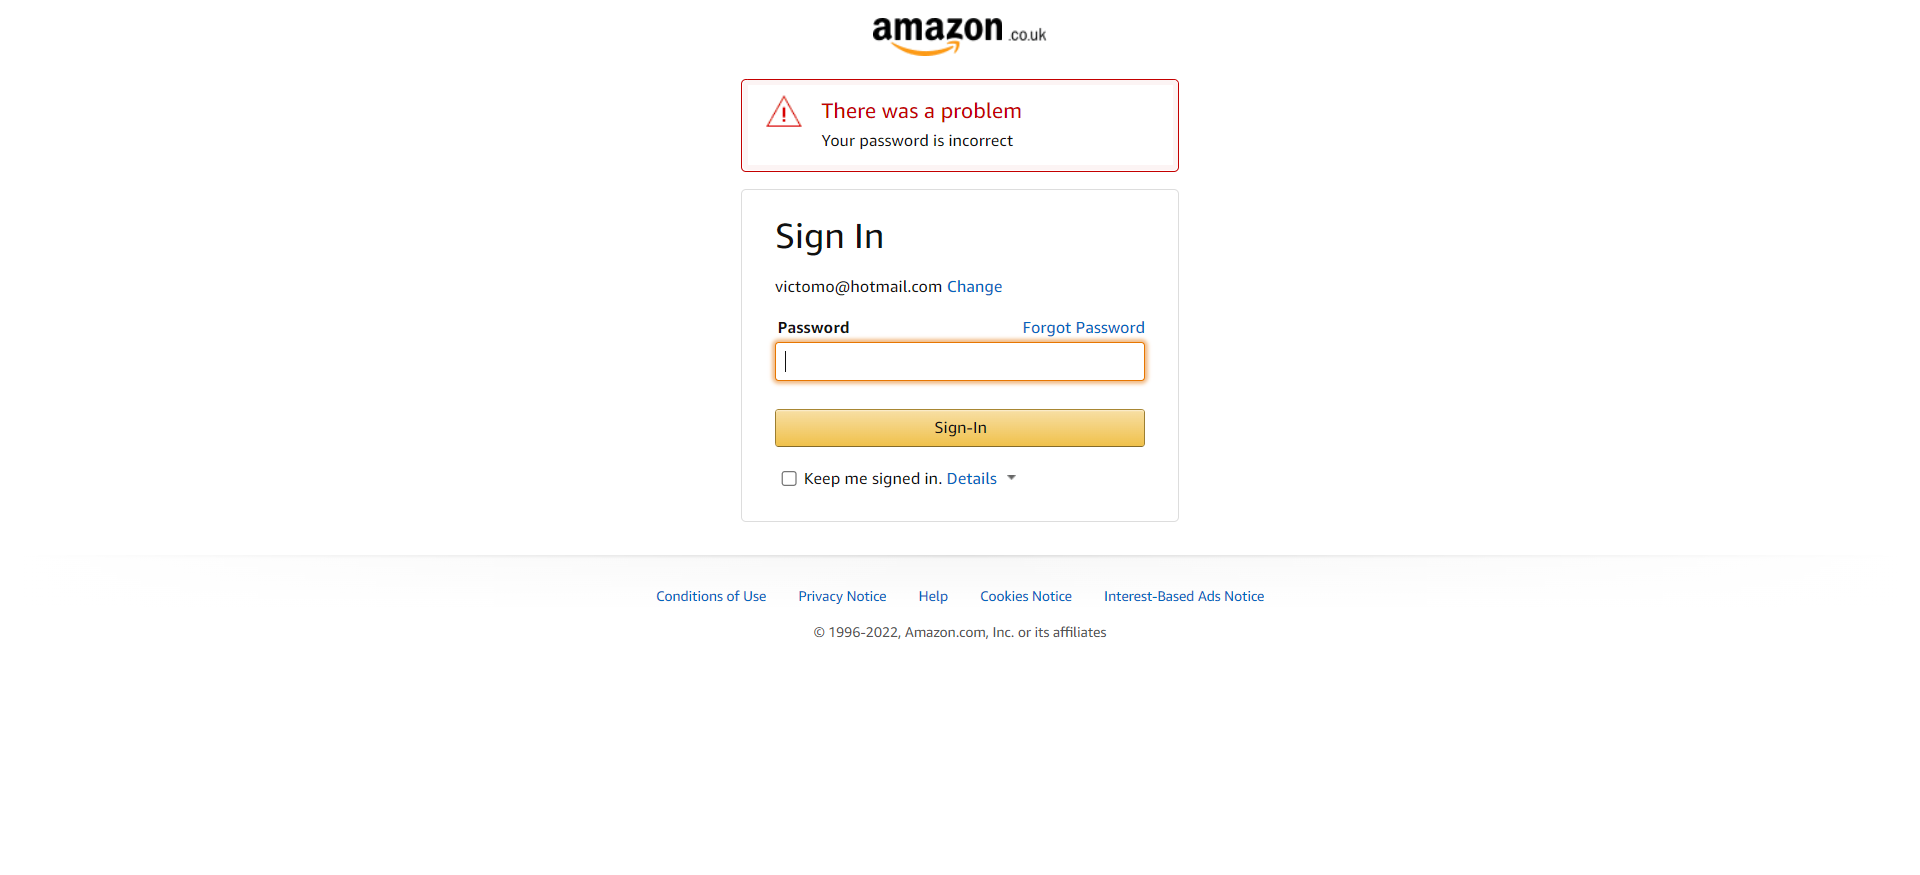 amazon.co.uk
There was a problem
Your password is incorrect
Sign In
victomo@hotmail.com Change
Password Forgot Password
Sign-In
Keep me signed in. Details
Conditions of Use Privacy Notice Help Cookies Notice Interest-Based Ads Notice
© 1996-2022, Amazon.com, Inc. or its affiliates